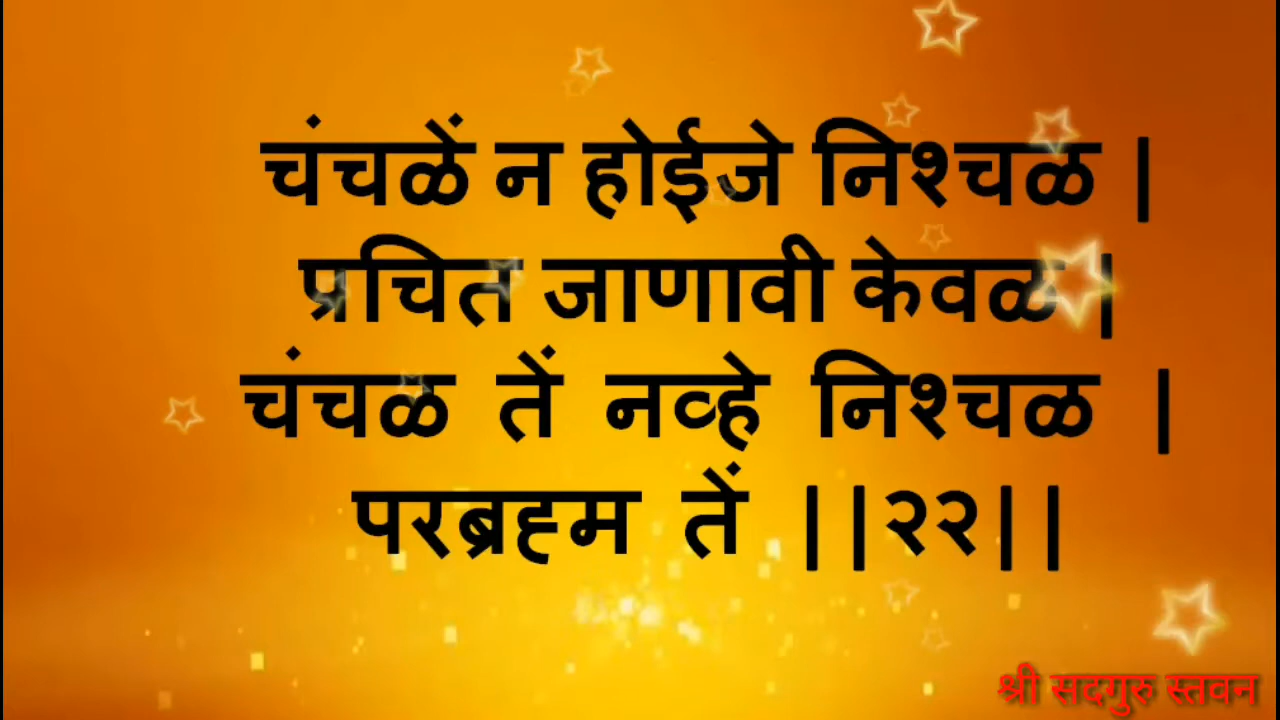 चंचळें न होईजे निश्चळ |
प्रचित जाणावी केवळ |
चंचळ तें नव्हे निश्चळ |
परब्रह्म तें ||२२||
श्री सदगुरु स्तवन